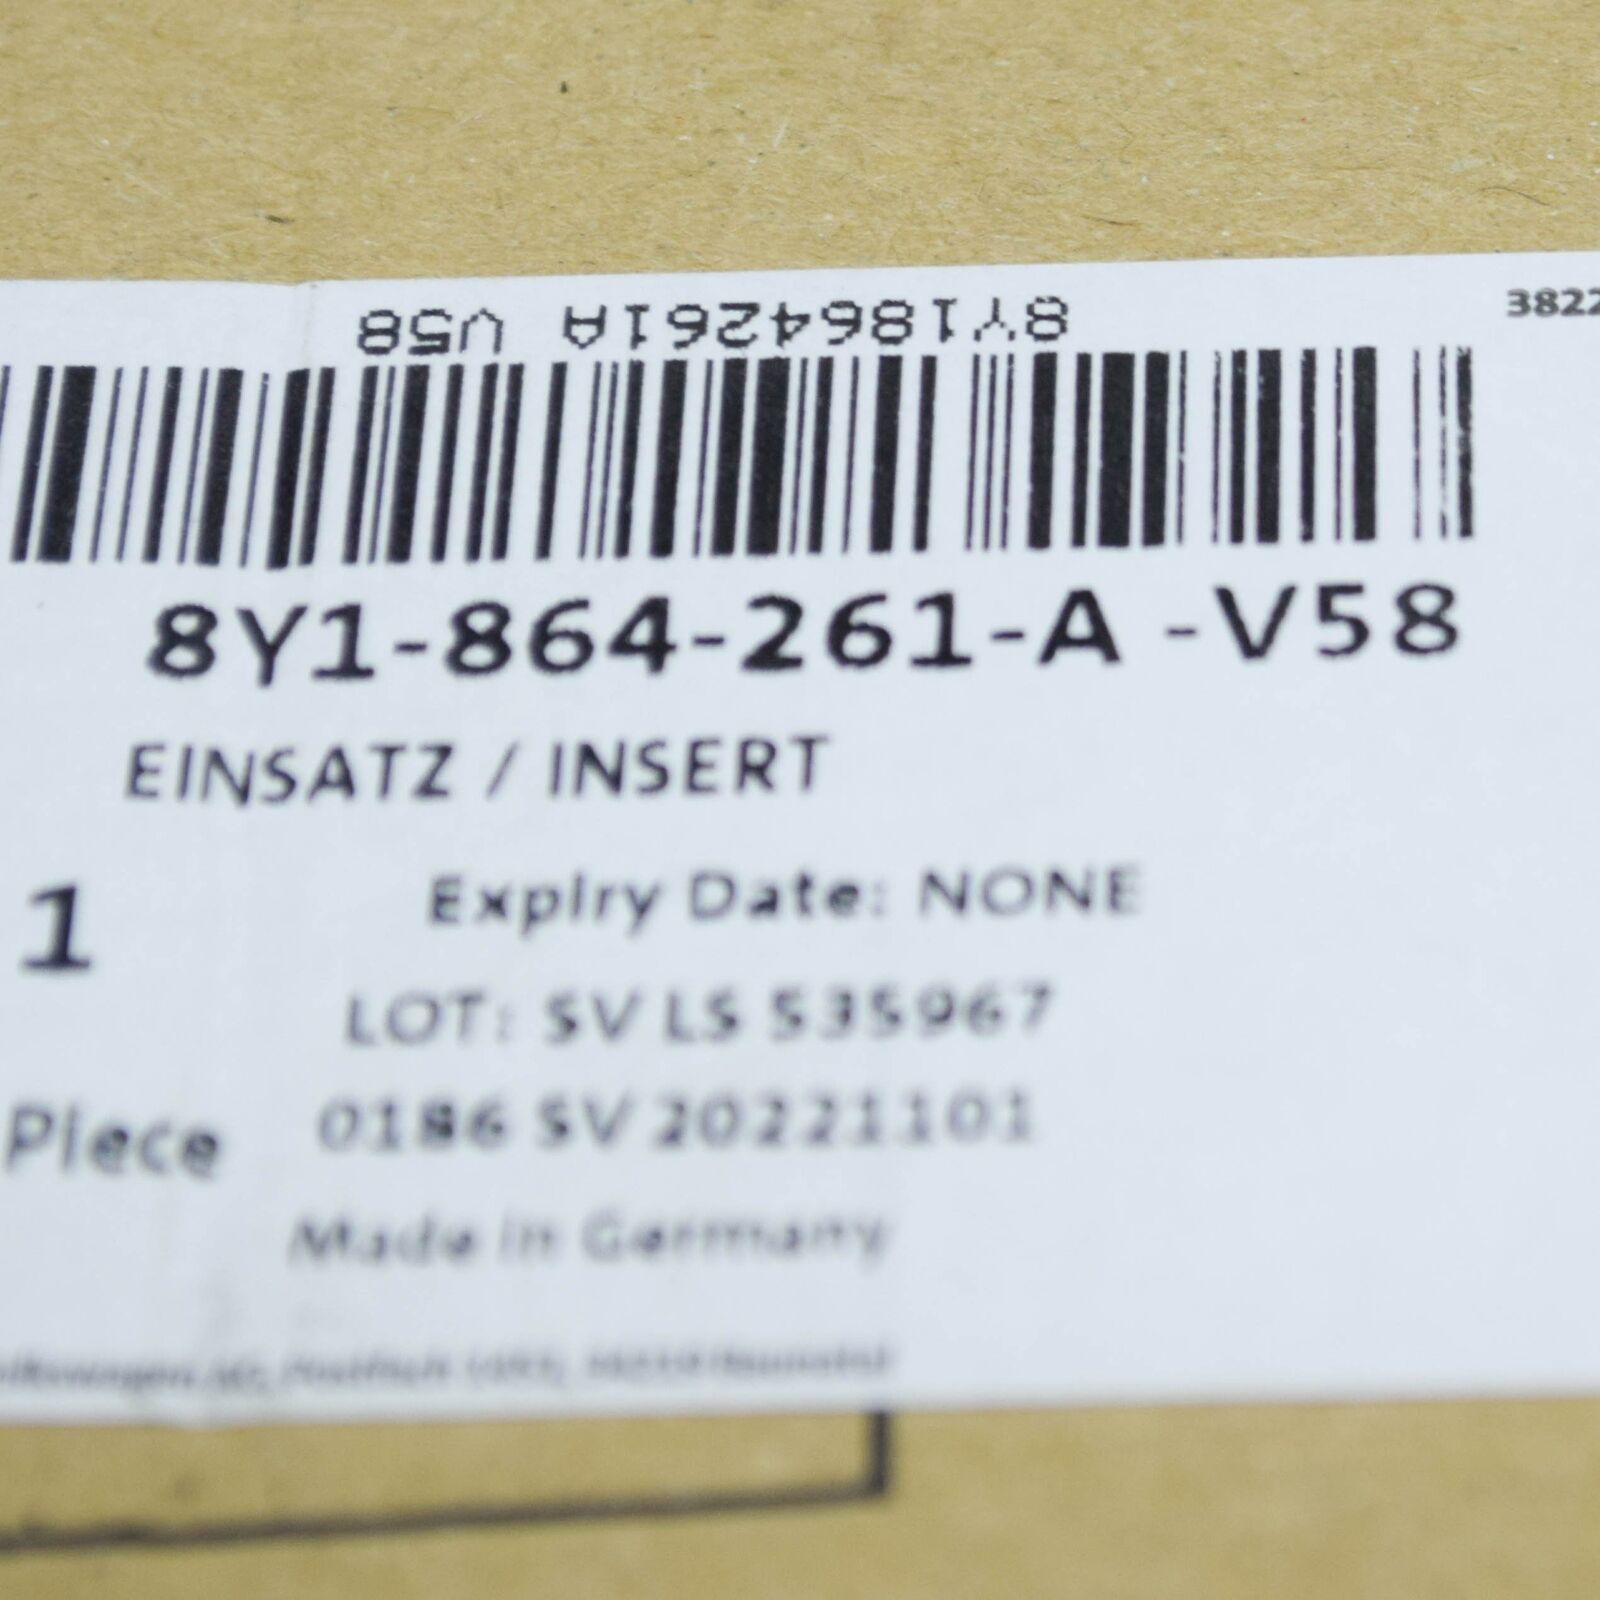 3822
8Y1864261A V58
8Y1-864-261-A -V58
EINSATZ / INSERT
1
Expiry Date: NONE
LOT: SV LS 535967
Piece
0186 SV 20221101
Made in Germany